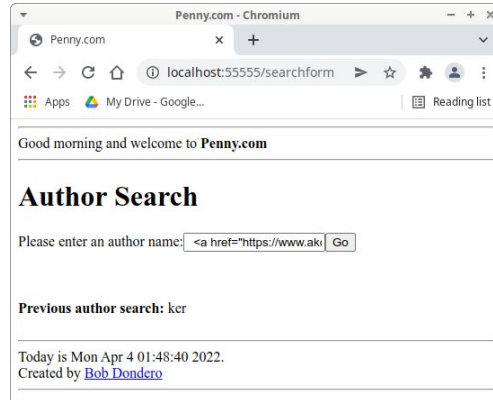 Penny.com - Chromium
Penny.com
localhost:55555/searchform
Apps My Drive - Google... Reading list
Good morning and welcome to Penny.com
Author Search
Please enter an author name: <a href="https://www.ak Go
Previous author search: ker
Today is Mon Apr 4 01:48:40 2022.
Created by Bob Dondero